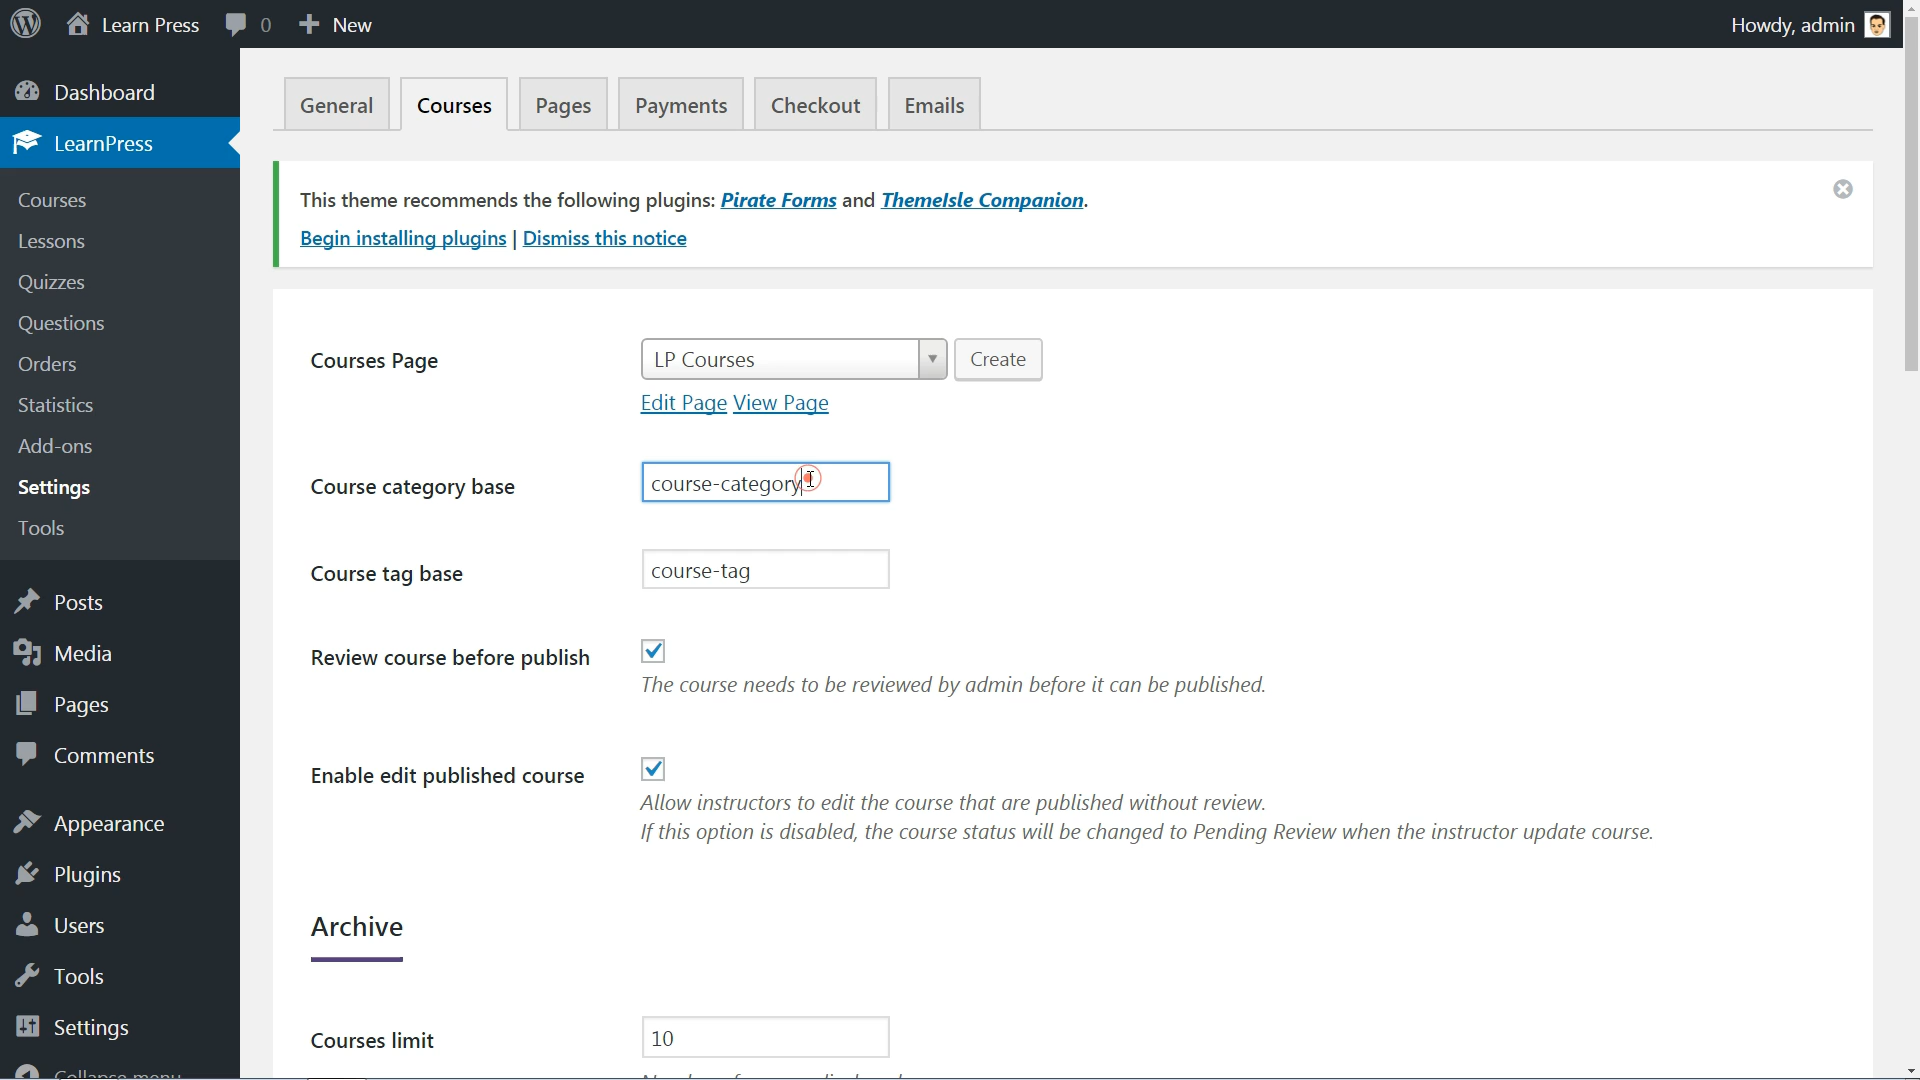 Learn Press 0 New Howdy, admin
Dashboard
LearnPress
Courses
Lessons
Quizzes
Questions
Orders
Statistics
Add-ons
Settings
Tools
Posts
Media
Pages
Comments
Appearance
Plugins
Users
Tools
Settings
Collapse menu
General Courses Pages Payments Checkout Emails
This theme recommends the following plugins: Pirate Forms and ThemeIsle Companion.
Begin installing plugins | Dismiss this notice
Courses Page LP Courses Create
Edit Page View Page
Course category base course-category
Course tag base course-tag
Review course before publish
The course needs to be reviewed by admin before it can be published.
Enable edit published course
Allow instructors to edit the course that are published without review.
If this option is disabled, the course status will be changed to Pending Review when the instructor update course.
Archive
Courses limit 10